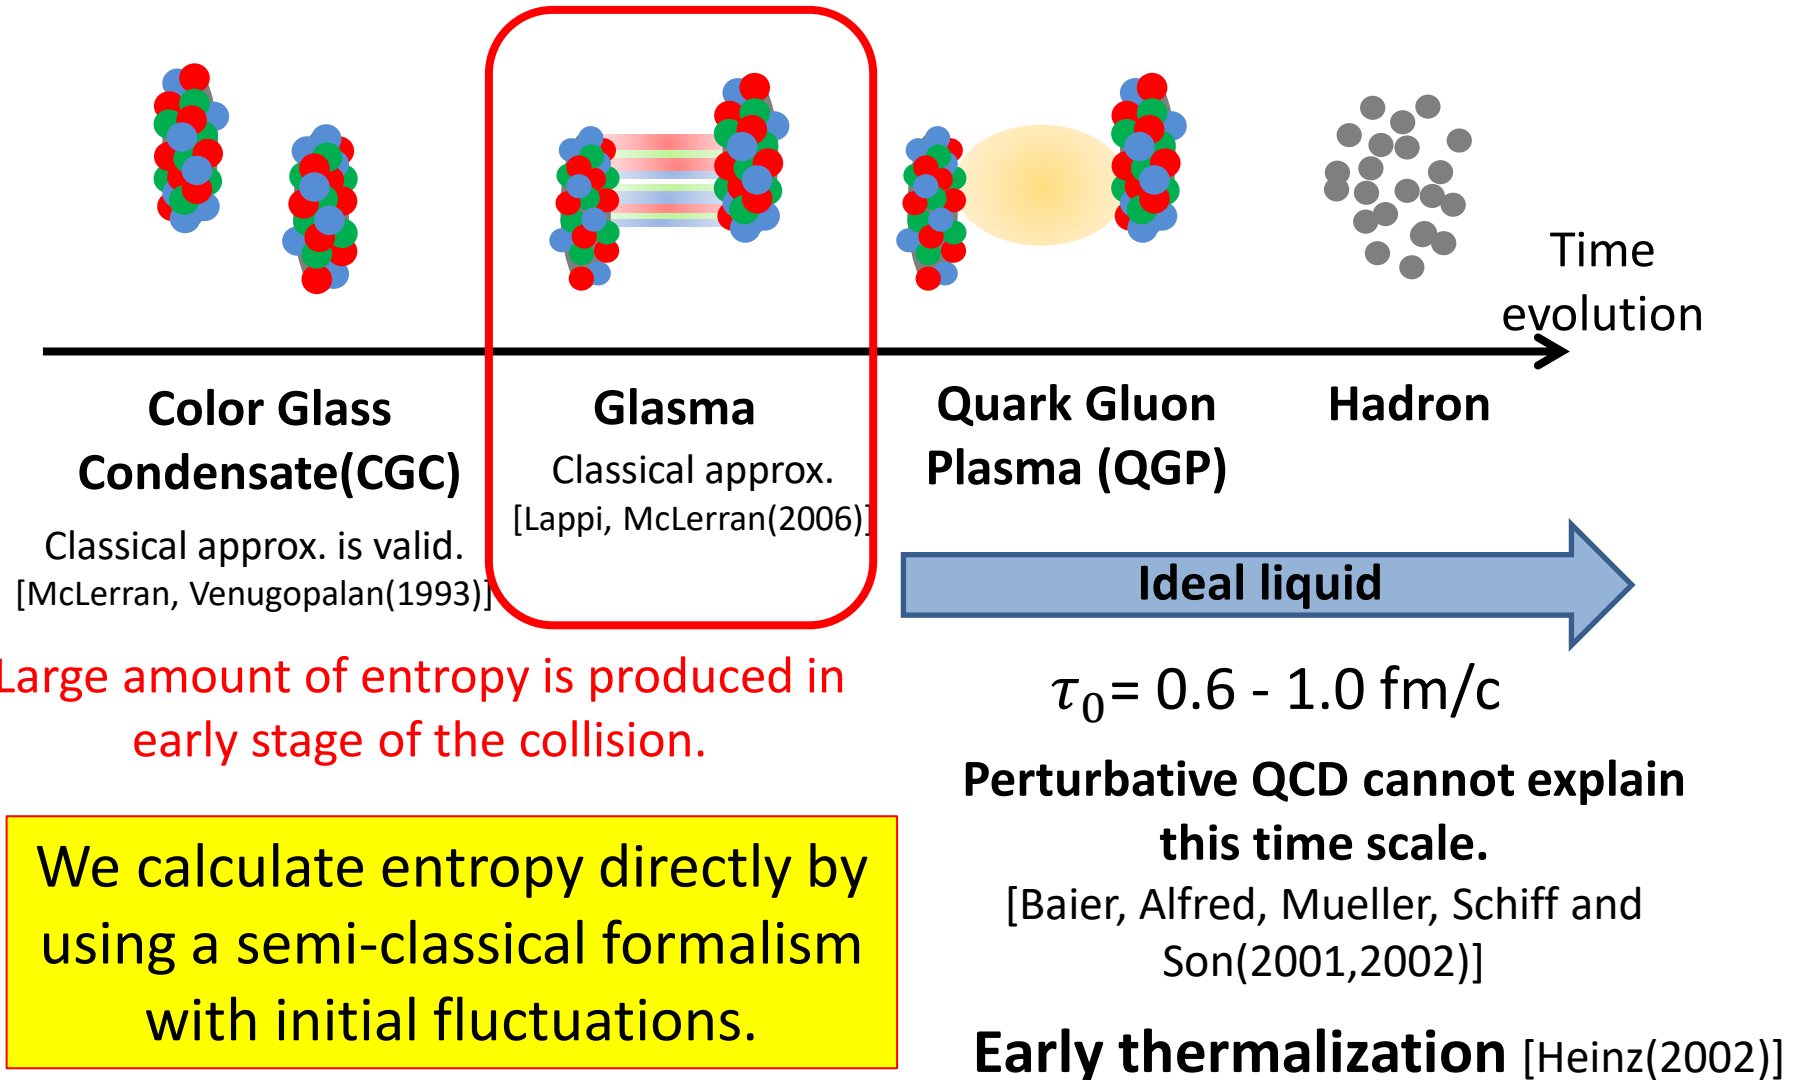 Time
evolution
Color Glass
Condensate(CGC)
Classical approx. is valid.
[McLerran, Venugopalan(1993)]
Glasma
Classical approx.
[Lappi, McLerran(2006)]
Quark Gluon
Plasma (QGP)
Hadron
Ideal liquid
Large amount of entropy is produced in
early stage of the collision.
τ₀= 0.6 - 1.0 fm/c
Perturbative QCD cannot explain
this time scale.
[Baier, Alfred, Mueller, Schiff and
Son(2001,2002)]
We calculate entropy directly by
using a semi-classical formalism
with initial fluctuations.
Early thermalization [Heinz(2002)]